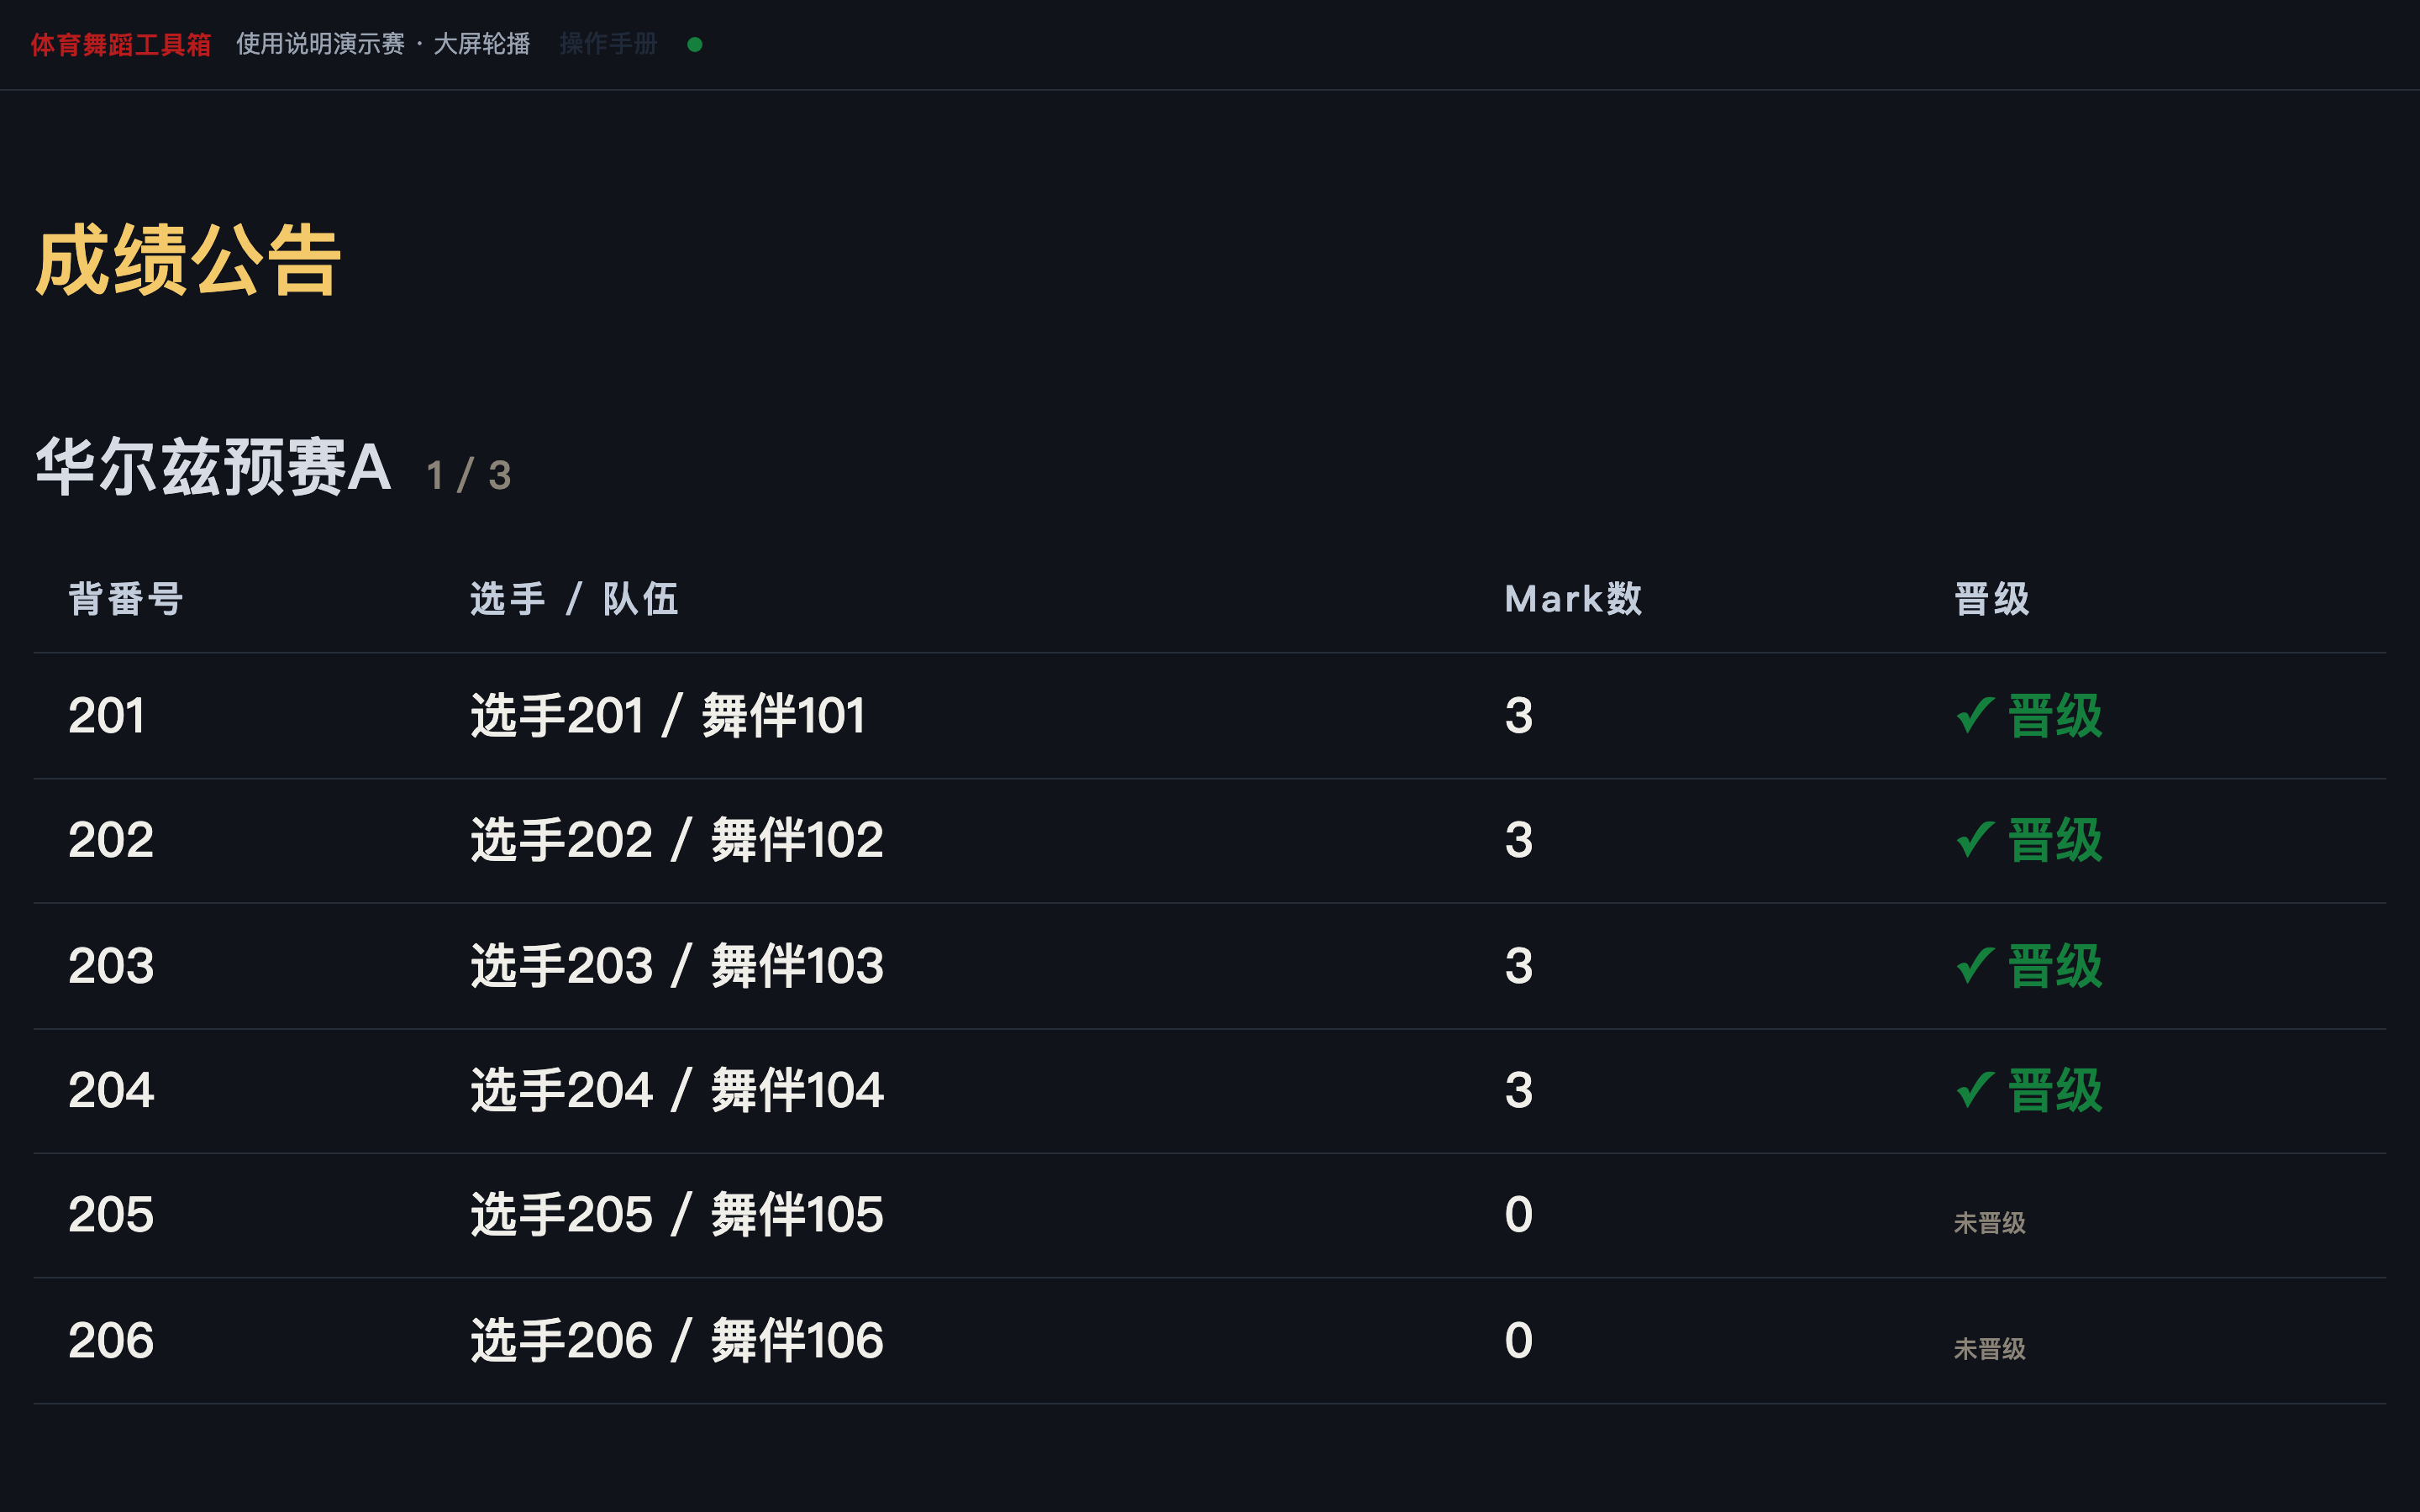 体育舞蹈工具箱 使用说明演示赛 · 大屏轮播 操作手册
成绩公告
华尔兹预赛A 1 / 3
背番号 选手 / 队伍 Mark数 晋级
201 选手201 / 舞伴101 3 ✓ 晋级
202 选手202 / 舞伴102 3 ✓ 晋级
203 选手203 / 舞伴103 3 ✓ 晋级
204 选手204 / 舞伴104 3 ✓ 晋级
205 选手205 / 舞伴105 0 未晋级
206 选手206 / 舞伴106 0 未晋级